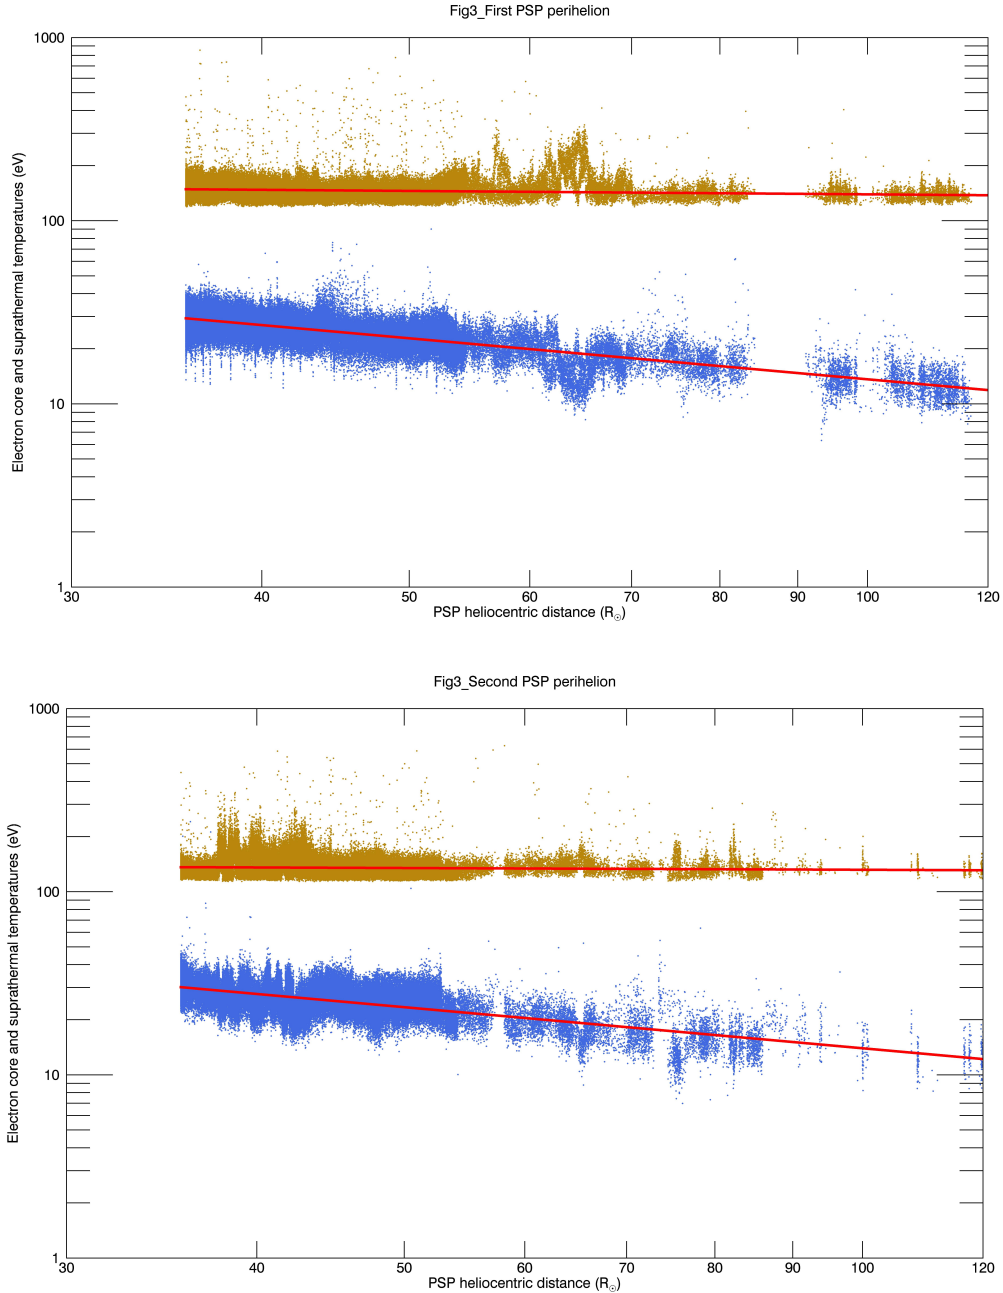 Fig3_First PSP perihelion
1000
100
10
1
Electron core and suprathermal temperatures (eV)
30 40 50 60 70 80 90 100 120
PSP heliocentric distance (R☉)
Fig3_Second PSP perihelion
1000
100
10
1
Electron core and suprathermal temperatures (eV)
30 40 50 60 70 80 90 100 120
PSP heliocentric distance (R☉)